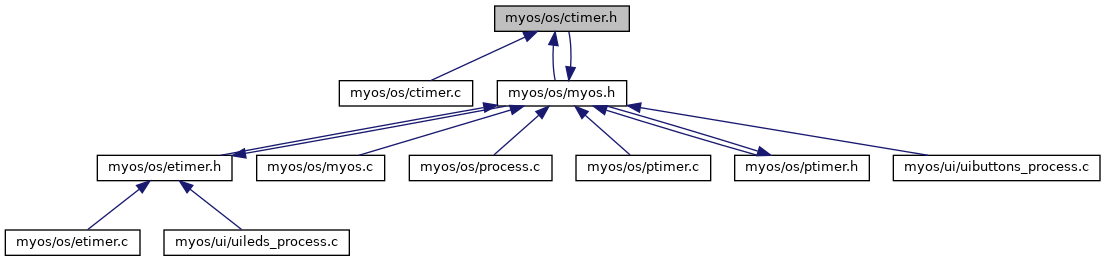 myos/os/ctimer.h
myos/os/ctimer.c
myos/os/myos.h
myos/os/etimer.h
myos/os/myos.c
myos/os/process.c
myos/os/ptimer.c
myos/os/ptimer.h
myos/ui/uibuttons_process.c
myos/os/etimer.c
myos/ui/uileds_process.c